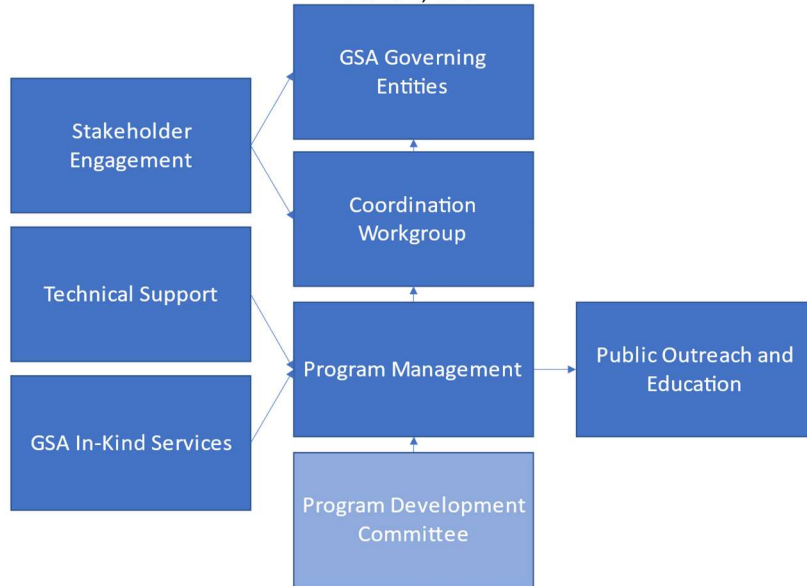 GSA Governing
Entities
Stakeholder
Engagement
Coordination
Workgroup
Technical Support
Program Management
Public Outreach and
Education
GSA In-Kind Services
Program Development
Committee